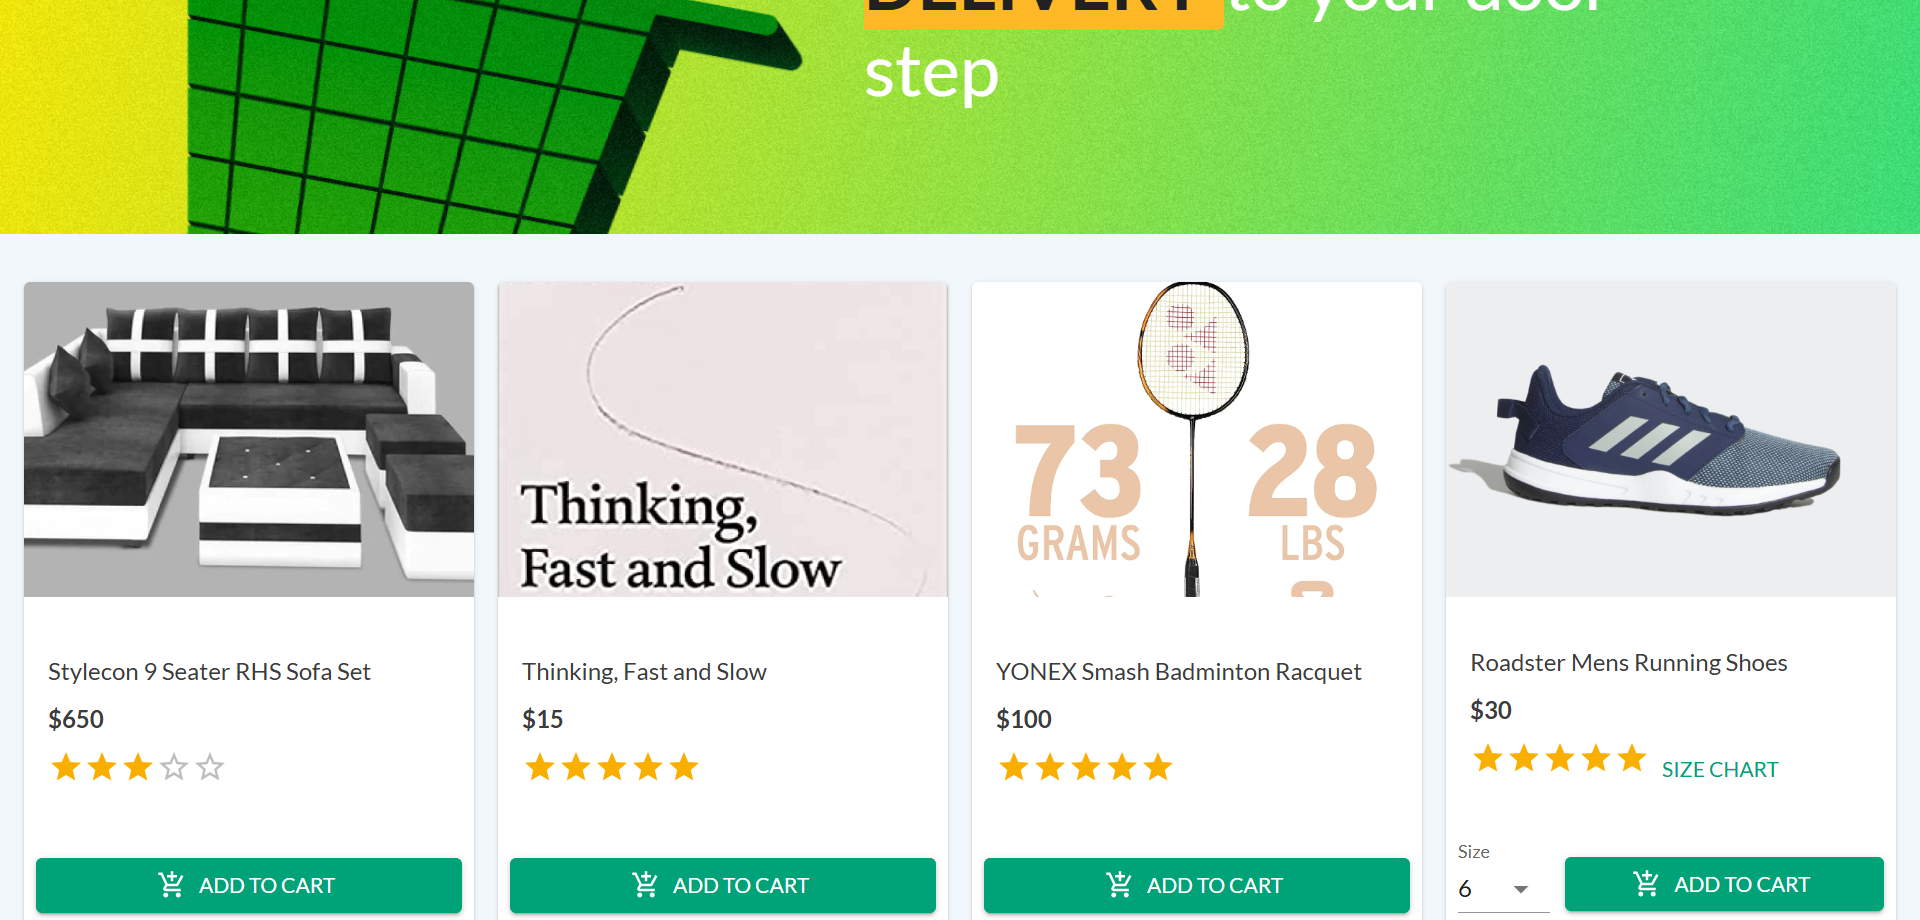 DELIVERY to your door
step
Thinking,
Fast and Slow
73
GRAMS
28
LBS
Stylecon 9 Seater RHS Sofa Set
$650
ADD TO CART
Thinking, Fast and Slow
$15
ADD TO CART
YONEX Smash Badminton Racquet
$100
ADD TO CART
Roadster Mens Running Shoes
$30
SIZE CHART
Size
6
ADD TO CART